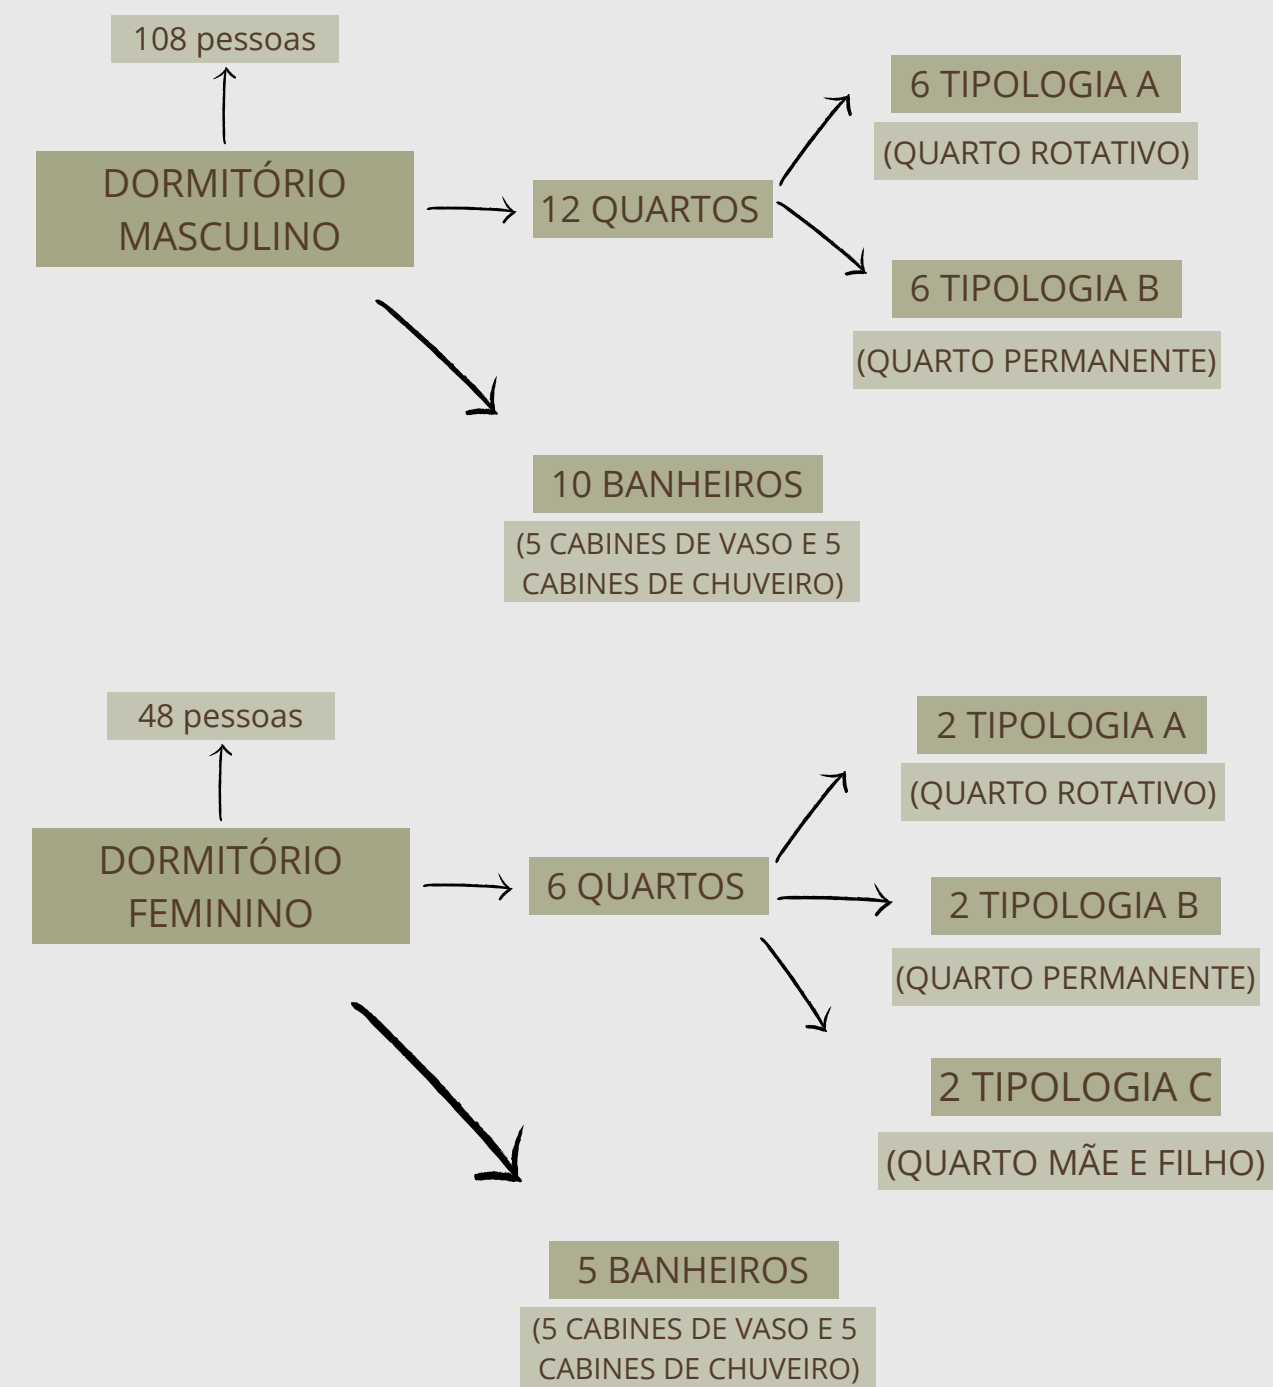 108 pessoas
DORMITÓRIO
MASCULINO
12 QUARTOS
6 TIPOLOGIA A
(QUARTO ROTATIVO)
6 TIPOLOGIA B
(QUARTO PERMANENTE)
10 BANHEIROS
(5 CABINES DE VASO E 5
CABINES DE CHUVEIRO)
48 pessoas
DORMITÓRIO
FEMININO
6 QUARTOS
2 TIPOLOGIA A
(QUARTO ROTATIVO)
2 TIPOLOGIA B
(QUARTO PERMANENTE)
2 TIPOLOGIA C
(QUARTO MÃE E FILHO)
5 BANHEIROS
(5 CABINES DE VASO E 5
CABINES DE CHUVEIRO)